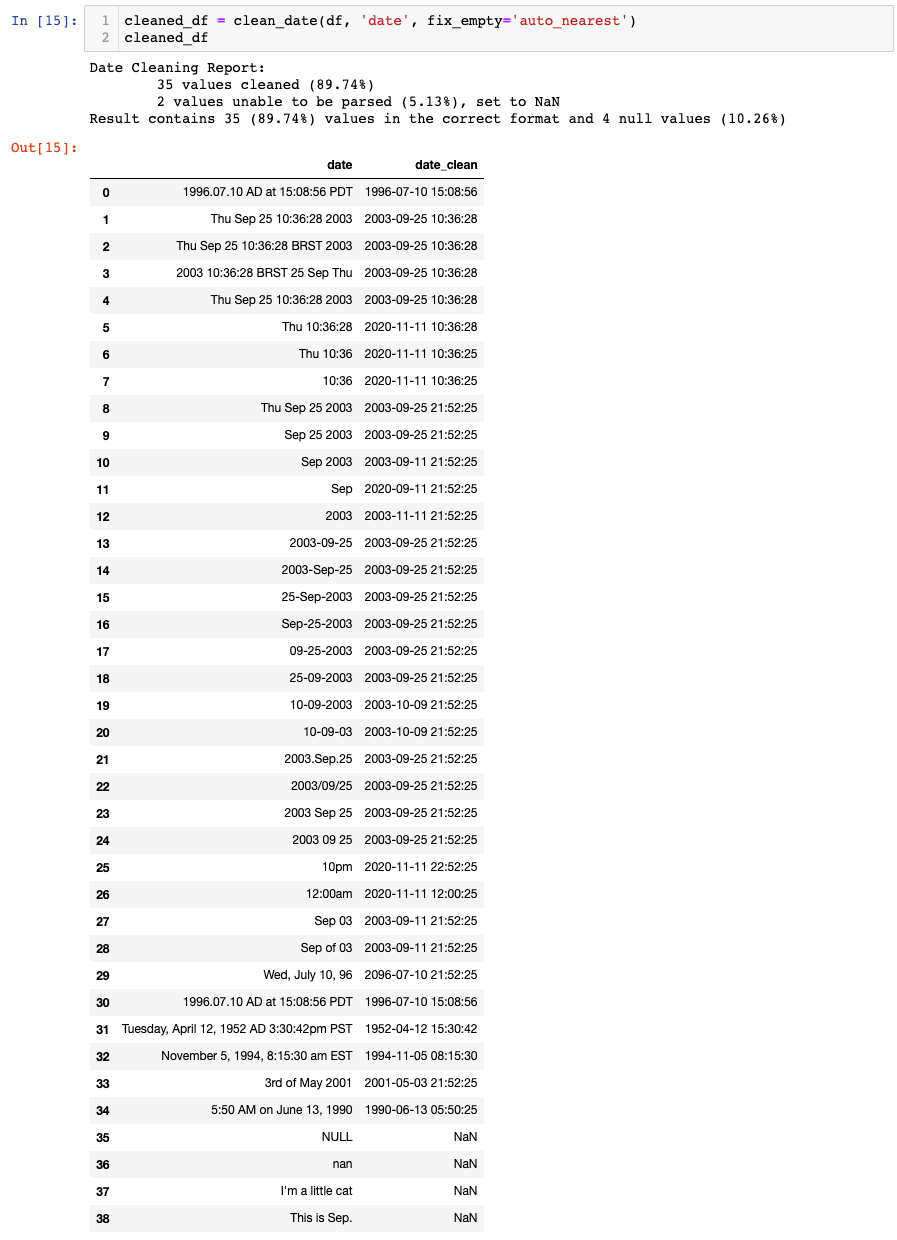 In [15]: 1 cleaned_df = clean_date(df, 'date', fix_empty='auto_nearest')
2 cleaned_df
Date Cleaning Report:
35 values cleaned (89.74%)
2 values unable to be parsed (5.13%), set to NaN
Result contains 35 (89.74%) values in the correct format and 4 null values (10.26%)
Out[15]:
date date_clean
0 1996.07.10 AD at 15:08:56 PDT 1996-07-10 15:08:56
1 Thu Sep 25 10:36:28 2003 2003-09-25 10:36:28
2 Thu Sep 25 10:36:28 BRST 2003 2003-09-25 10:36:28
3 2003 10:36:28 BRST 25 Sep Thu 2003-09-25 10:36:28
4 Thu Sep 25 10:36:28 2003 2003-09-25 10:36:28
5 Thu 10:36:28 2020-11-11 10:36:28
6 Thu 10:36 2020-11-11 10:36:25
7 10:36 2020-11-11 10:36:25
8 Thu Sep 25 2003 2003-09-25 21:52:25
9 Sep 25 2003 2003-09-25 21:52:25
10 Sep 2003 2003-09-11 21:52:25
11 Sep 2020-09-11 21:52:25
12 2003 2003-11-11 21:52:25
13 2003-09-25 2003-09-25 21:52:25
14 2003-Sep-25 2003-09-25 21:52:25
15 25-Sep-2003 2003-09-25 21:52:25
16 Sep-25-2003 2003-09-25 21:52:25
17 09-25-2003 2003-09-25 21:52:25
18 25-09-2003 2003-09-25 21:52:25
19 10-09-2003 2003-10-09 21:52:25
20 10-09-03 2003-10-09 21:52:25
21 2003.Sep.25 2003-09-25 21:52:25
22 2003/09/25 2003-09-25 21:52:25
23 2003 Sep 25 2003-09-25 21:52:25
24 2003 09 25 2003-09-25 21:52:25
25 10pm 2020-11-11 22:52:25
26 12:00am 2020-11-11 12:00:25
27 Sep 03 2003-09-11 21:52:25
28 Sep of 03 2003-09-11 21:52:25
29 Wed, July 10, 96 2096-07-10 21:52:25
30 1996.07.10 AD at 15:08:56 PDT 1996-07-10 15:08:56
31 Tuesday, April 12, 1952 AD 3:30:42pm PST 1952-04-12 15:30:42
32 November 5, 1994, 8:15:30 am EST 1994-11-05 08:15:30
33 3rd of May 2001 2001-05-03 21:52:25
34 5:50 AM on June 13, 1990 1990-06-13 05:50:25
35 NULL NaN
36 nan NaN
37 I'm a little cat NaN
38 This is Sep. NaN